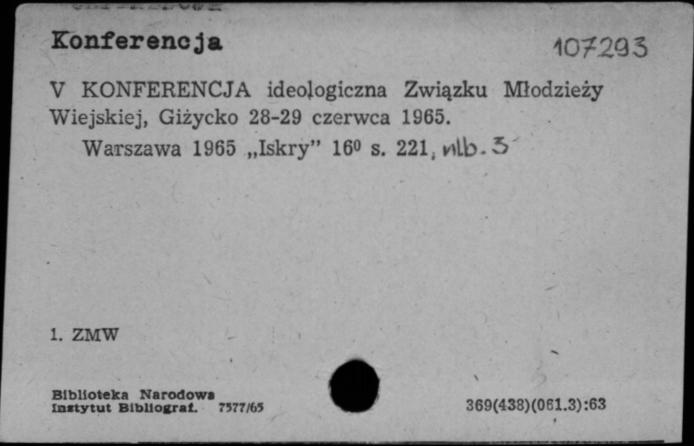 Konferencja
107293
V KONFERENCJA ideologiczna Związku Młodzieży
Wiejskiej, Giżycko 28-29 czerwca 1965.
Warszawa 1965 „Iskry” 16⁰ s. 221, nlb. 3
1. ZMW
Biblioteka Narodowa
Instytut Bibliograf. 7577/65
369(438)(061.3):63